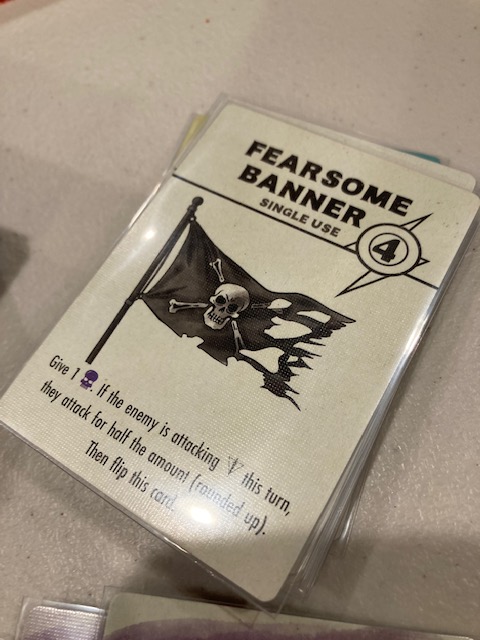 FEARSOME
BANNER
SINGLE USE
4
Give 1 . If the enemy is attacking this turn,
they attack for half the amount (rounded up).
Then flip this card.